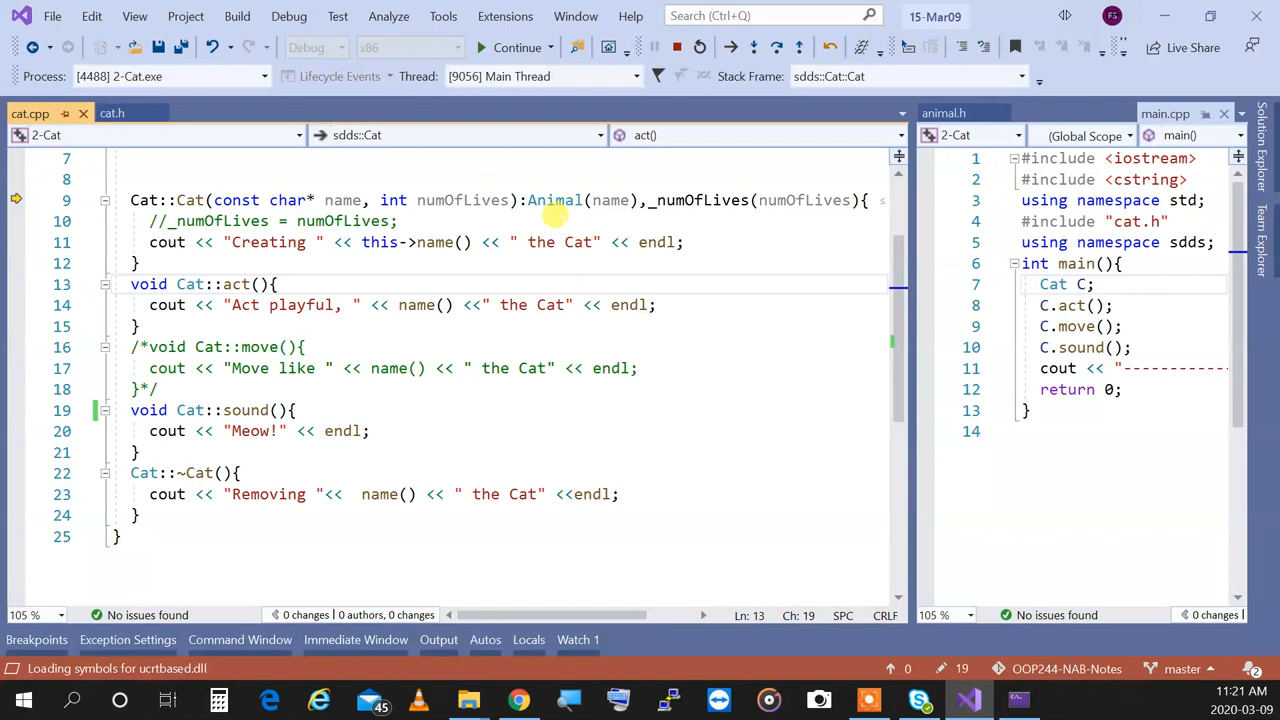 File Edit View Project Build Debug Test Analyze Tools Extensions Window Help Search (Ctrl+Q) 15-Mar09 FS
Debug x86 Continue Live Share
Process: [4488] 2-Cat.exe Lifecycle Events Thread: [9056] Main Thread Stack Frame: sdds::Cat::Cat
cat.cpp cat.h
2-Cat sdds::Cat act()
7
8
9 Cat::Cat(const char* name, int numOfLives):Animal(name),_numOfLives(numOfLives){
10 //_numOfLives = numOfLives;
11 cout << "Creating " << this->name() << " the Cat" << endl;
12 }
13 void Cat::act(){
14 cout << "Act playful, " << name() <<" the Cat" << endl;
15 }
16 /*void Cat::move(){
17 cout << "Move like " << name() << " the Cat" << endl;
18 }*/
19 void Cat::sound(){
20 cout << "Meow!" << endl;
21 }
22 Cat::~Cat(){
23 cout << "Removing "<<  name() << " the Cat" <<endl;
24 }
25 }
105 % No issues found 0 changes | 0 authors, 0 changes Ln: 13 Ch: 19 SPC CRLF
animal.h main.cpp
2-Cat (Global Scope main()
1 #include <iostream>
2 #include <cstring>
3 using namespace std;
4 #include "cat.h"
5 using namespace sdds;
6 int main(){
7 Cat C;
8 C.act();
9 C.move();
10 C.sound();
11 cout << "------------
12 return 0;
13 }
14
105 % No issues found 0 changes |
Solution Explorer
Team Explorer
Breakpoints Exception Settings Command Window Immediate Window Output Autos Locals Watch 1
Loading symbols for ucrtbased.dll 0 19 OOP244-NAB-Notes master 2
45 11:21 AM
2020-03-09